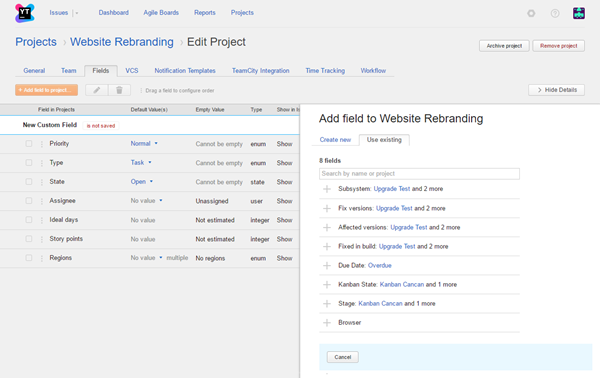 YT
Issues Dashboard Agile Boards Reports Projects
Projects › Website Rebranding › Edit Project
Archive project Remove project
General Team Fields VCS Notification Templates TeamCity Integration Time Tracking Workflow
+ Add field to project... Drag a field to configure order > Hide Details
Field in Projects Default Value(s) Empty Value Type Show in Is
New Custom Field is not saved
Priority Normal Cannot be empty enum Show
Type Task Cannot be empty enum Show
State Open Cannot be empty state Show
Assignee No value Unassigned user Show
Ideal days No value Not estimated integer Show
Story points No value Not estimated integer Show
Regions No value multiple No regions enum Show
Add field to Website Rebranding
Create new Use existing
8 fields
Search by name or project
Subsystem: Upgrade Test and 2 more
Fix versions: Upgrade Test and 2 more
Affected versions: Upgrade Test and 2 more
Fixed in build: Upgrade Test and 2 more
Due Date: Overdue
Kanban State: Kanban Cancan and 1 more
Stage: Kanban Cancan and 1 more
Browser
Cancel